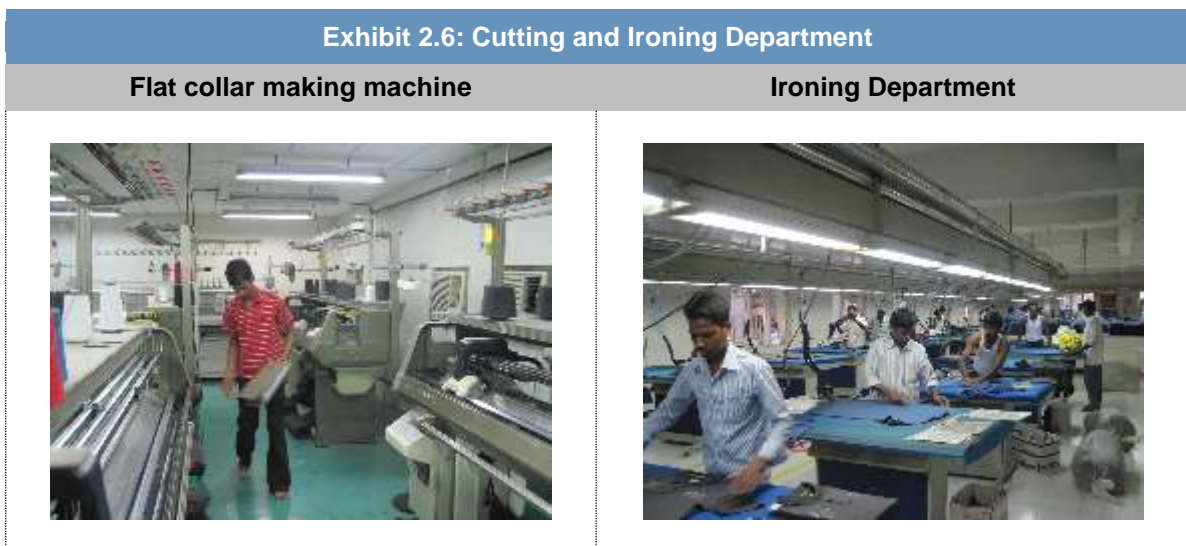 Exhibit 2.6: Cutting and Ironing Department
Flat collar making machine
Ironing Department